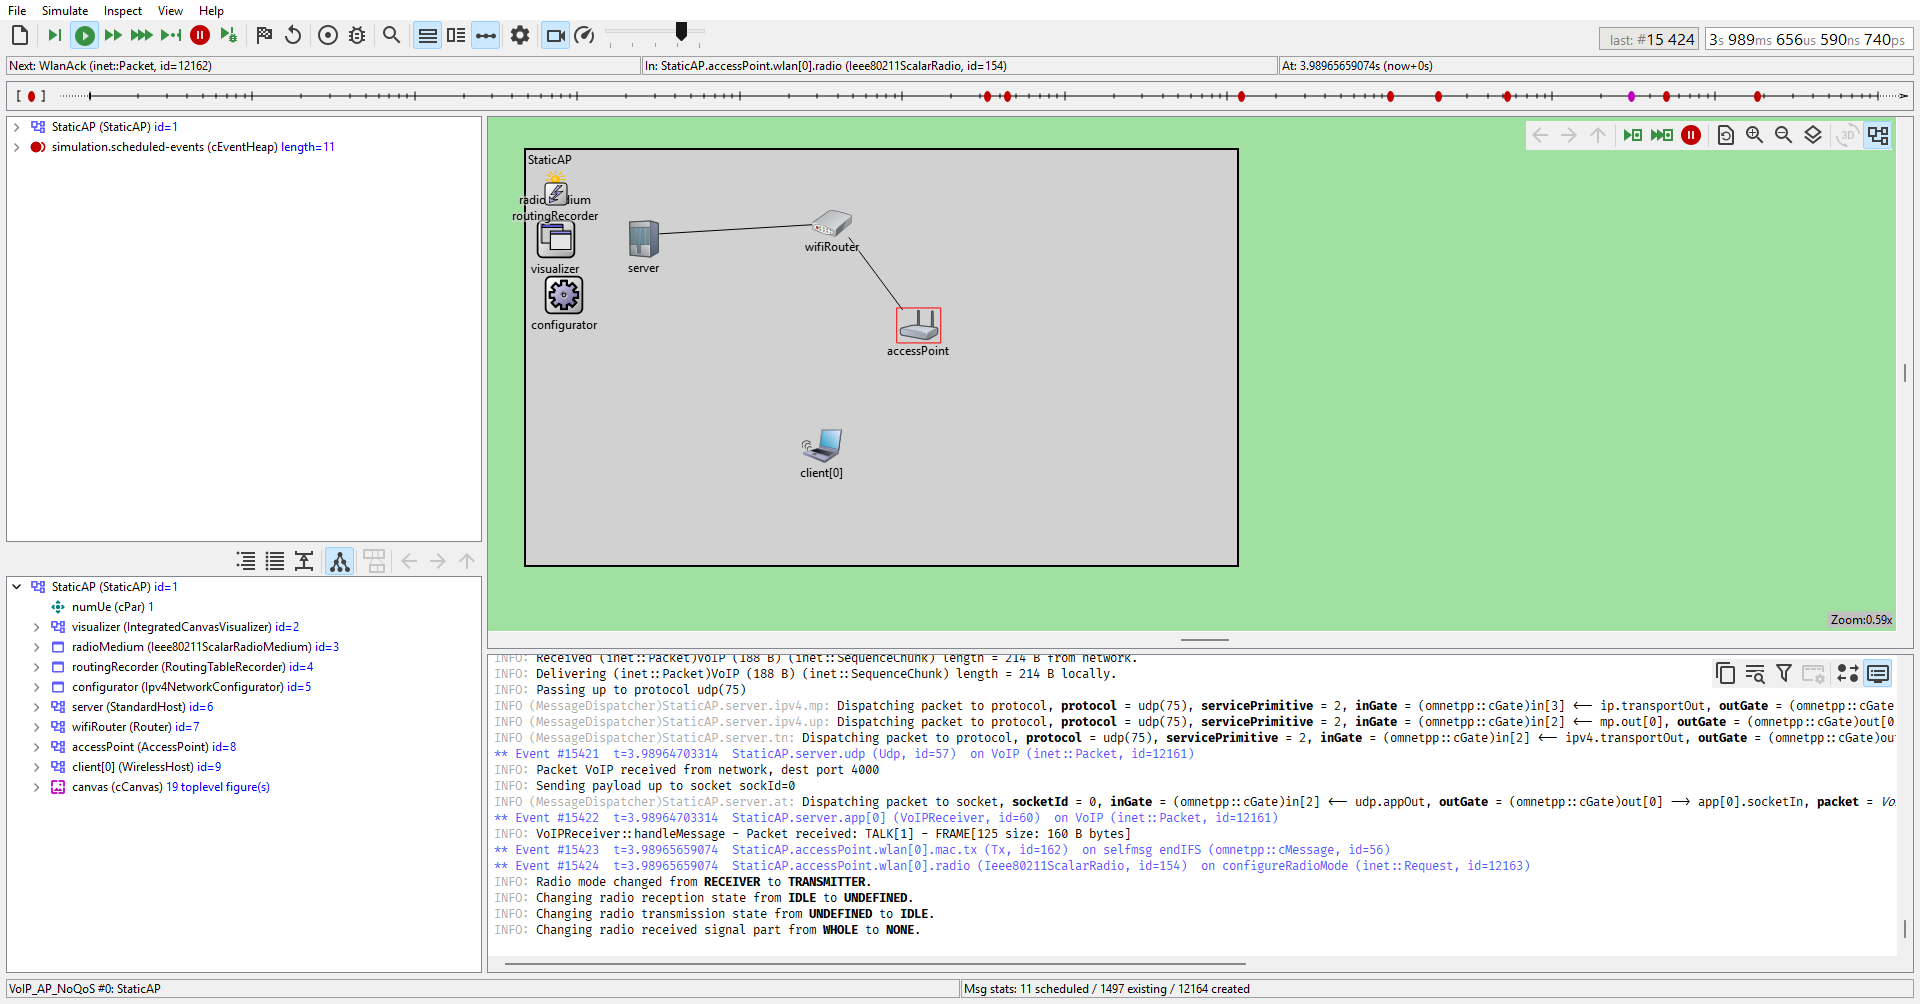 File Simulate Inspect View Help
last: #15 424 3s 989ms 656us 590ns 740ps
Next: WlanAck (inet::Packet, id=12162) In: StaticAP.accessPoint.wlan[0].radio (Ieee80211ScalarRadio, id=154) At: 3.98965659074s (now+0s)
StaticAP (StaticAP) id=1
simulation.scheduled-events (cEventHeap) length=11
StaticAP
routingRecorder
visualizer
configurator
server
wifiRouter
accessPoint
client[0]
3D
Zoom:0.59x
StaticAP (StaticAP) id=1
numUe (cPar) 1
visualizer (IntegratedCanvasVisualizer) id=2
radioMedium (Ieee80211ScalarRadioMedium) id=3
routingRecorder (RoutingTableRecorder) id=4
configurator (Ipv4NetworkConfigurator) id=5
server (StandardHost) id=6
wifiRouter (Router) id=7
accessPoint (AccessPoint) id=8
client[0] (WirelessHost) id=9
canvas (cCanvas) 19 toplevel figure(s)
INFO: Received (inet::Packet)VoIP (188 B) (inet::SequenceChunk) length = 214 B from network.
INFO: Delivering (inet::Packet)VoIP (188 B) (inet::SequenceChunk) length = 214 B locally.
INFO: Passing up to protocol udp(75)
INFO (MessageDispatcher)StaticAP.server.ipv4.mp: Dispatching packet to protocol, protocol = udp(75), servicePrimitive = 2, inGate = (omnetpp::cGate)in[3] <-- ip.transportOut, outGate = (omnetpp::cGate
INFO (MessageDispatcher)StaticAP.server.ipv4.up: Dispatching packet to protocol, protocol = udp(75), servicePrimitive = 2, inGate = (omnetpp::cGate)in[2] <-- mp.out[0], outGate = (omnetpp::cGate)out[0
INFO (MessageDispatcher)StaticAP.server.tn: Dispatching packet to protocol, protocol = udp(75), servicePrimitive = 2, inGate = (omnetpp::cGate)in[2] <-- ipv4.transportOut, outGate = (omnetpp::cGate)ou
** Event #15421 t=3.98964703314 StaticAP.server.udp (Udp, id=57) on VoIP (inet::Packet, id=12161)
INFO: Packet VoIP received from network, dest port 4000
INFO: Sending payload up to socket sockId=0
INFO (MessageDispatcher)StaticAP.server.at: Dispatching packet to socket, socketId = 0, inGate = (omnetpp::cGate)in[2] <-- udp.appOut, outGate = (omnetpp::cGate)out[0] --> app[0].socketIn, packet = Vo
** Event #15422 t=3.98964703314 StaticAP.server.app[0] (VoIPReceiver, id=60) on VoIP (inet::Packet, id=12161)
INFO: VoIPReceiver::handleMessage - Packet received: TALK[1] - FRAME[125 size: 160 B bytes]
** Event #15423 t=3.98965659074 StaticAP.accessPoint.wlan[0].mac.tx (Tx, id=162) on selfmsg endIFS (omnetpp::cMessage, id=56)
** Event #15424 t=3.98965659074 StaticAP.accessPoint.wlan[0].radio (Ieee80211ScalarRadio, id=154) on configureRadioMode (inet::Request, id=12163)
INFO: Radio mode changed from RECEIVER to TRANSMITTER.
INFO: Changing radio reception state from IDLE to UNDEFINED.
INFO: Changing radio transmission state from UNDEFINED to IDLE.
INFO: Changing radio received signal part from WHOLE to NONE.
VoIP_AP_NoQoS #0: StaticAP Msg stats: 11 scheduled / 1497 existing / 12164 created